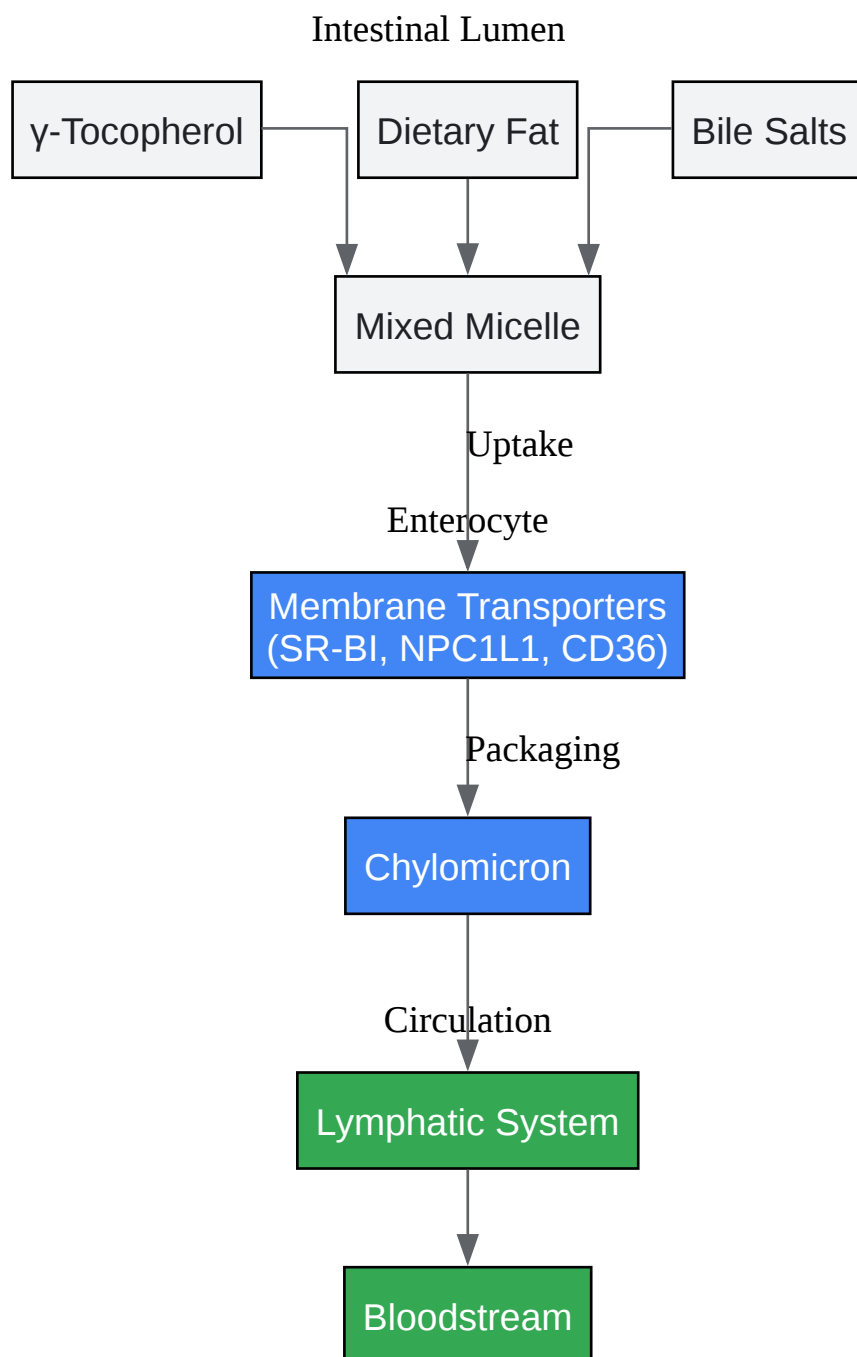 Intestinal Lumen
γ-Tocopherol
Dietary Fat
Bile Salts
Mixed Micelle
Uptake
Enterocyte
Membrane Transporters
(SR-BI, NPC1L1, CD36)
Packaging
Chylomicron
Circulation
Lymphatic System
Bloodstream